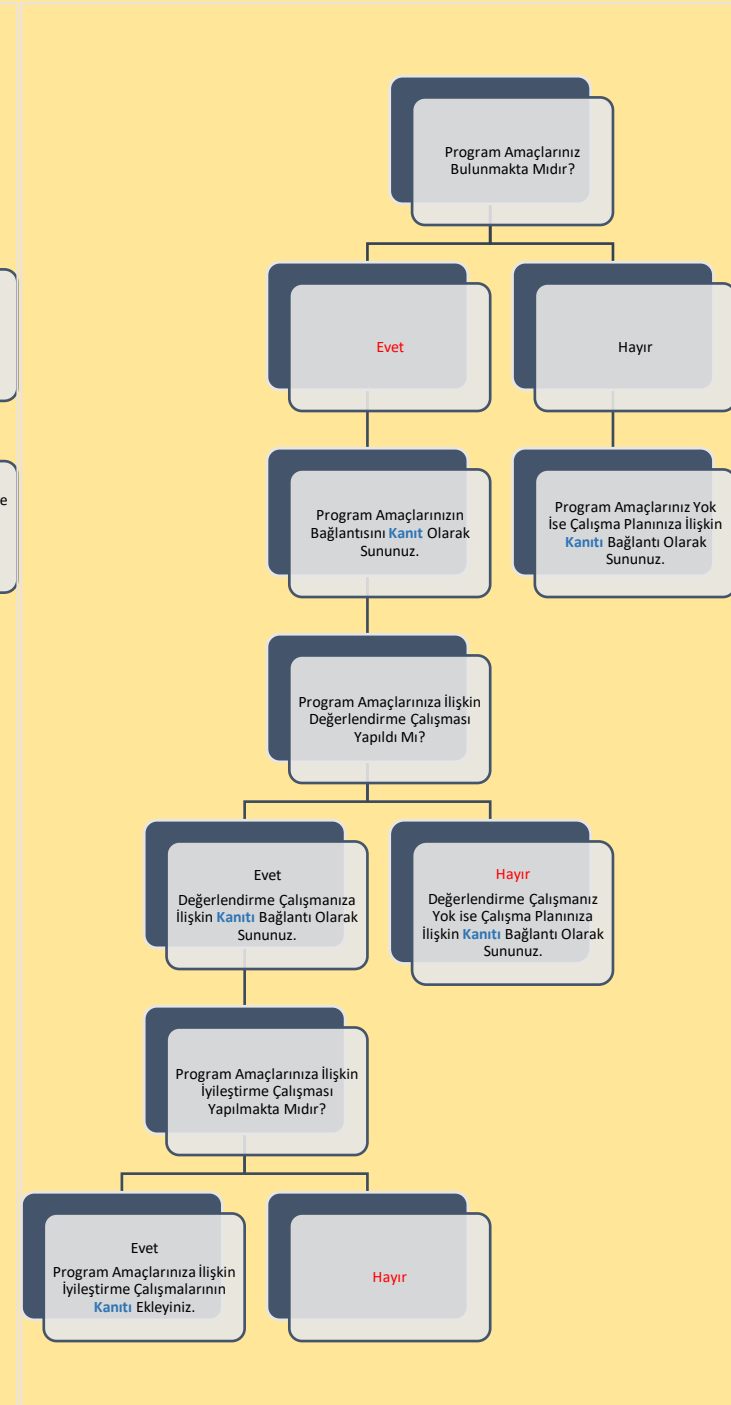 Program Amaçlarınız
Bulunmakta Mıdır?
Evet
Hayır
Program Amaçlarınızın
Bağlantısını Kanıt Olarak
Sununuz.
Program Amaçlarınız Yok
İse Çalışma Planınıza İlişkin
Kanıtı Bağlantı Olarak
Sununuz.
e
Program Amaçlarınıza İlişkin
Değerlendirme Çalışması
Yapıldı Mı?
Evet
Değerlendirme Çalışmanıza
İlişkin Kanıtı Bağlantı Olarak
Sununuz.
Hayır
Değerlendirme Çalışmanız
Yok ise Çalışma Planınıza
İlişkin Kanıtı Bağlantı Olarak
Sununuz.
Program Amaçlarınıza İlişkin
İyileştirme Çalışması
Yapılmakta Mıdır?
Evet
Program Amaçlarınıza İlişkin
İyileştirme Çalışmalarının
Kanıtı Ekleyiniz.
Hayır